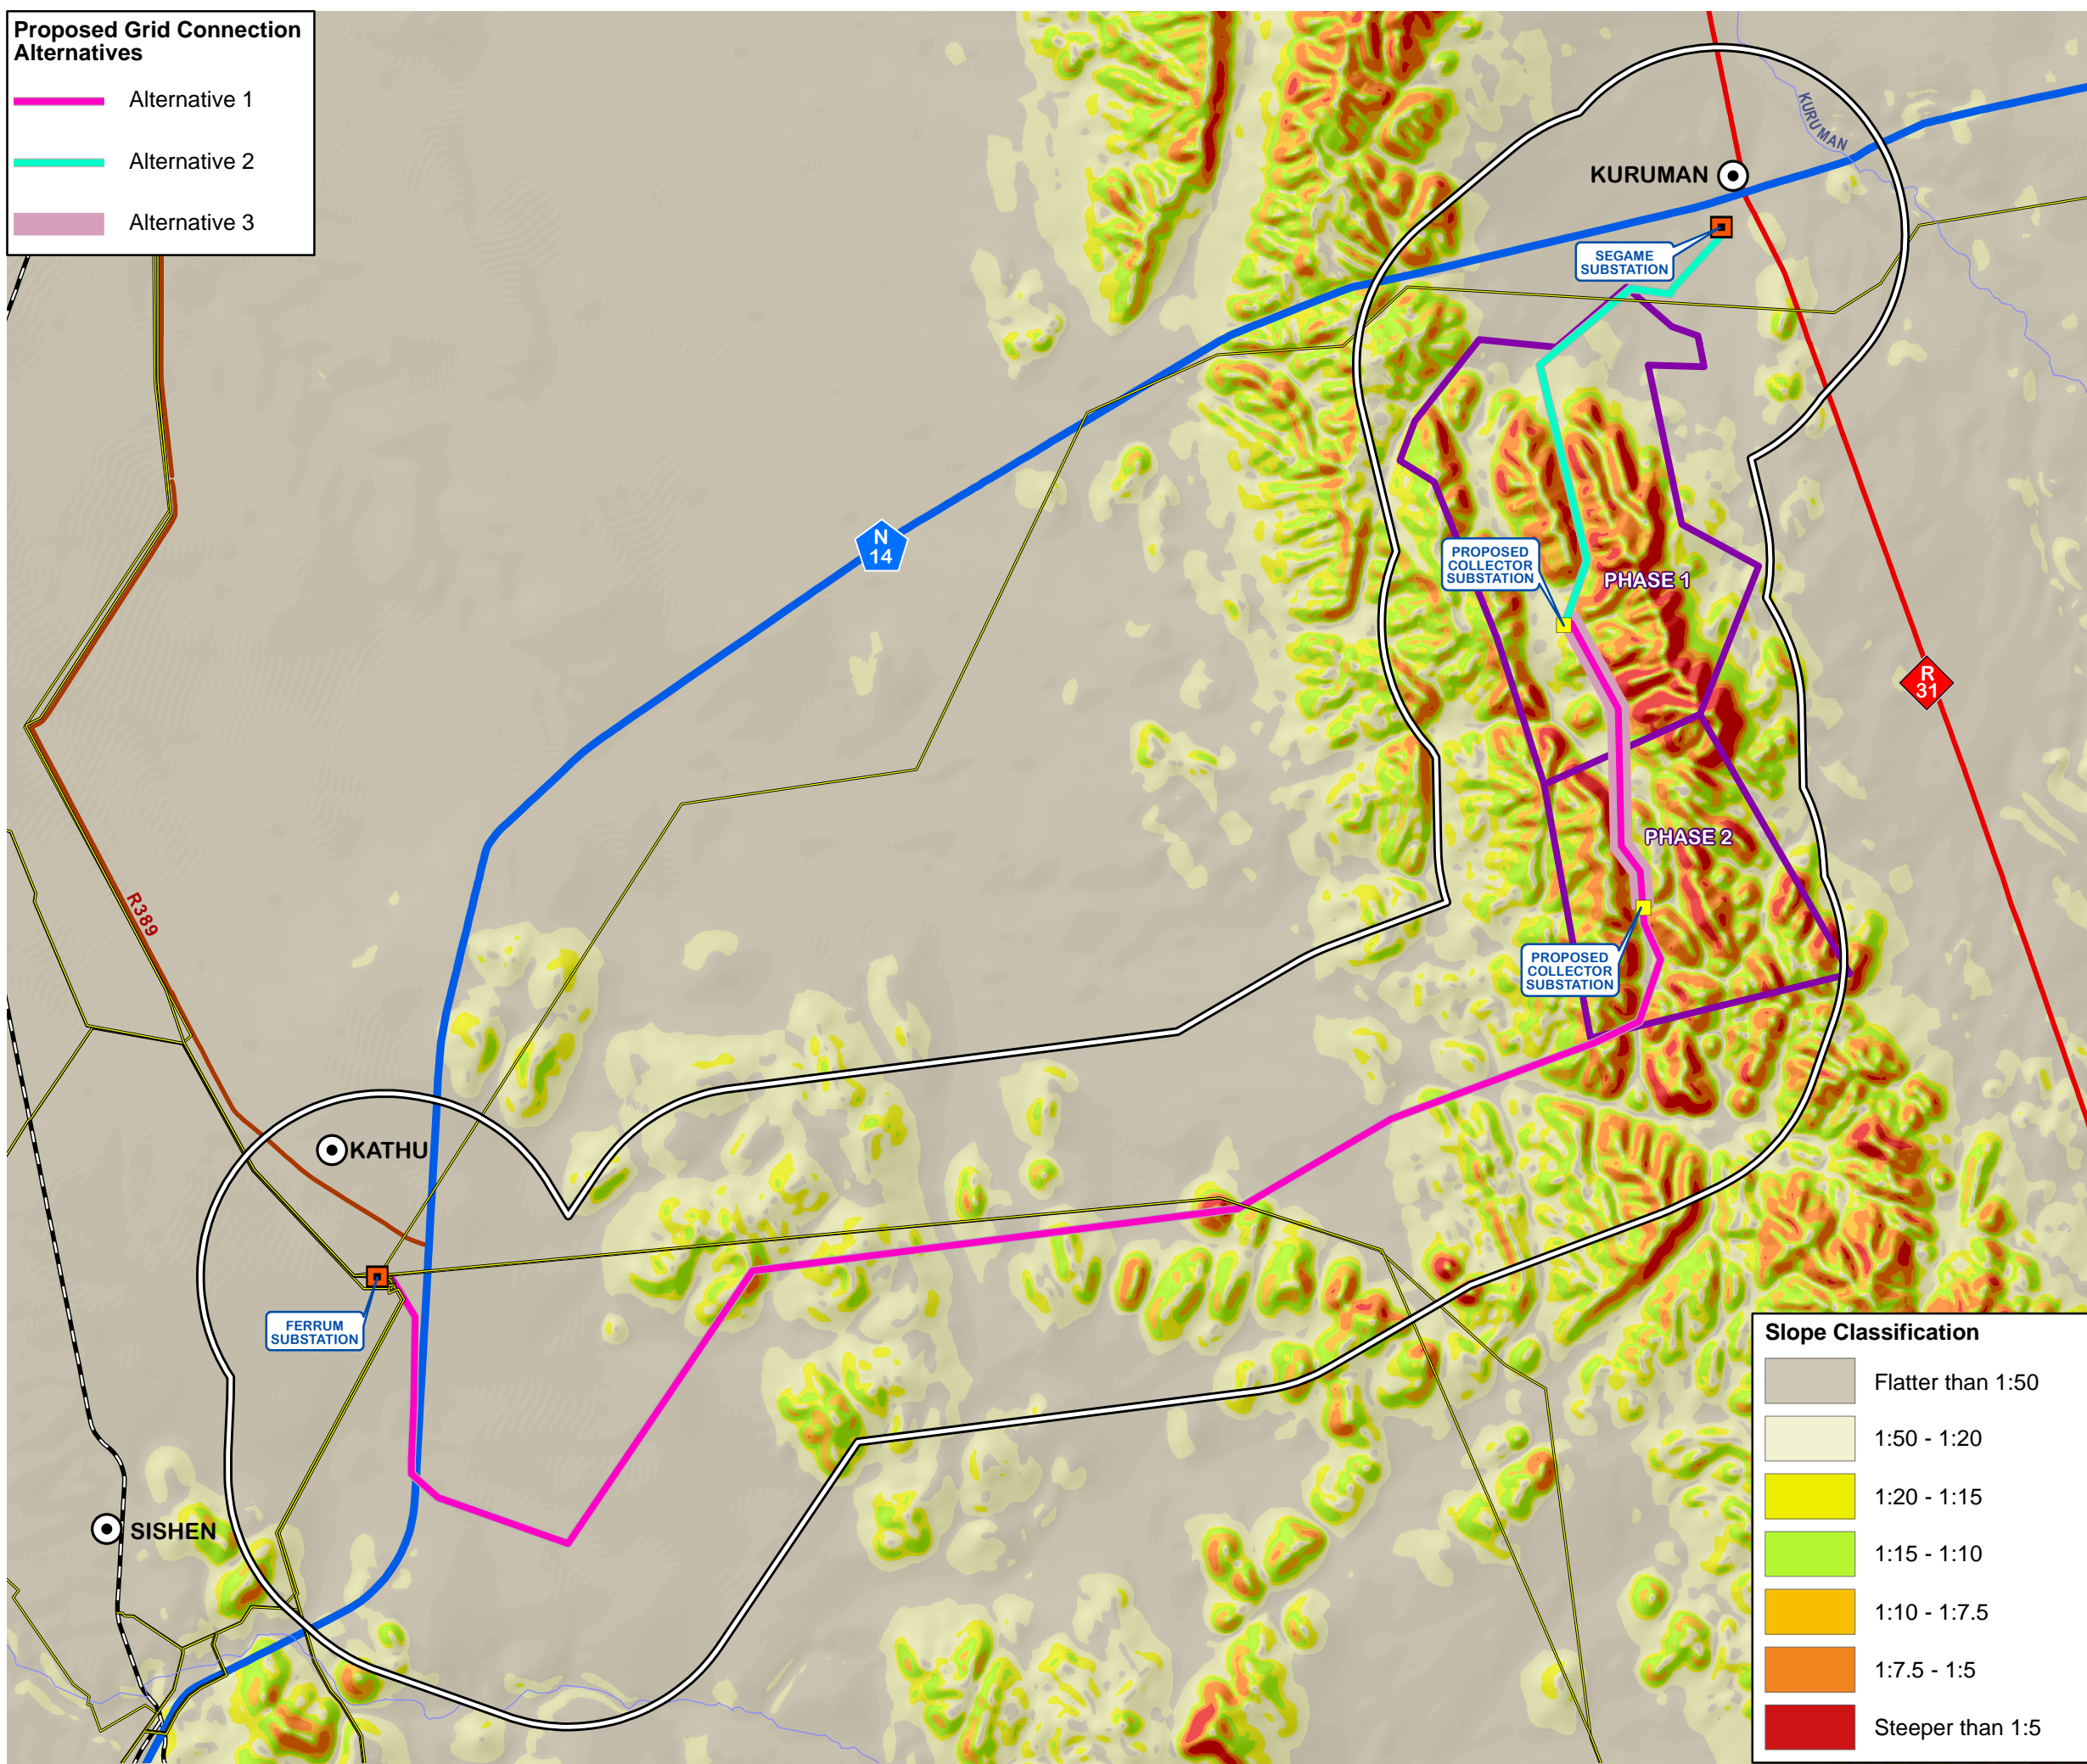 Proposed Grid Connection
Alternatives
Alternative 1
Alternative 2
Alternative 3
KURUMAN
KURUMAN
SEGAME
SUBSTATION
N
14
PROPOSED
COLLECTOR
SUBSTATION
PHASE 1
R
31
PHASE 2
R389
PROPOSED
COLLECTOR
SUBSTATION
KATHU
FERRUM
SUBSTATION
SISHEN
Slope Classification
Flatter than 1:50
1:50 - 1:20
1:20 - 1:15
1:15 - 1:10
1:10 - 1:7.5
1:7.5 - 1:5
Steeper than 1:5